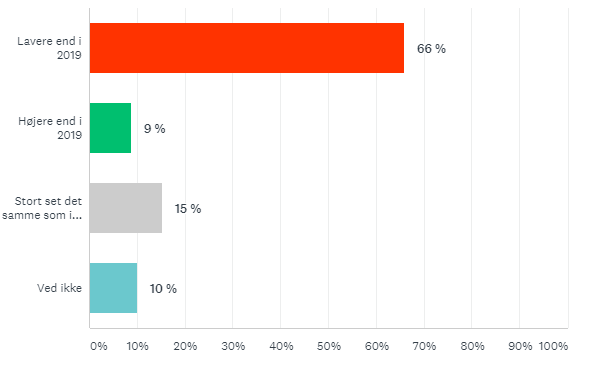 Lavere end i
2019
66 %
Højere end i
2019
9 %
Stort set det
samme som i...
15 %
Ved ikke
10 %
0% 10% 20% 30% 40% 50% 60% 70% 80% 90% 100%